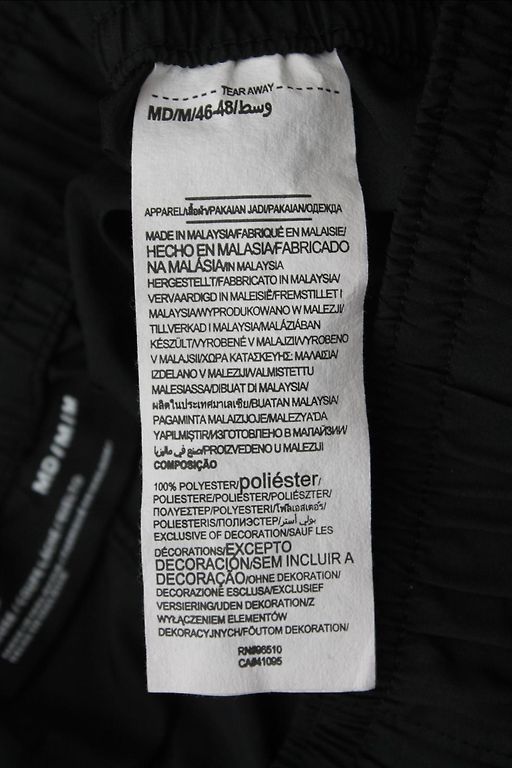 TEAR AWAY
MD/M/46-48/وسط
APPAREL/เสื้อผ้า/PAKAIAN JADI/PAKAIAN/ОДЕЖДА
MADE IN MALAYSIA/FABRIQUÉ EN MALAISIE/
HECHO EN MALASIA/FABRICADO
NA MALÁSIA/IN MALAYSIA
HERGESTELLT/FABBRICATO IN MALAYSIA/
VERVAARDIGD IN MALEISIË/FREMSTILLET I
MALAYSIA/WYPRODUKOWANO W MALEZJI/
TILLVERKAD I MALAYSIA/MALÁZIÁBAN
KÉSZÜLT/VYROBENÉ V MALAJZII/VYROBENO
V MALAJSII/ΧΩΡΑ ΚΑΤΑΣΚΕΥΗΣ: ΜΑΛΑΙΣΙΑ/
IZDELANO V MALEZIJI/VALMISTETTU
MALESIASSA/DIBUAT DI MALAYSIA/
ผลิตในประเทศมาเลเซีย/BUATAN MALAYSIA/
PAGAMINTA MALAIZIJOJE/MALEZYA'DA
YAPILMIŞTIR/ИЗГОТОВЛЕНО В МАЛАЙЗИИ/
صنع في ماليزيا/PROIZVEDENO U MALEZIJI
COMPOSIÇÃO
100% POLYESTER/poliéster/
POLIESTERE/POLIESTER/POLIÉSZTER/
ΠΟΛΥΕΣΤΕΡ/POLYESTERI/โพลีเอสเตอร์/
POLIESTERIS/ПОЛИЭСТЕР/بولي أستر/
EXCLUSIVE OF DECORATION/SAUF LES
DÉCORATIONS/EXCEPTO
DECORACIÓN/SEM INCLUIR A
DECORAÇÃO/OHNE DEKORATION/
DECORAZIONE ESCLUSA/EXCLUSIEF
VERSIERING/UDEN DEKORATION/Z
WYŁĄCZENIEM ELEMENTÓW
DEKORACYJNYCH/FÖUTOM DEKORATION/
RN#96510
CA#41095
MD/M/M